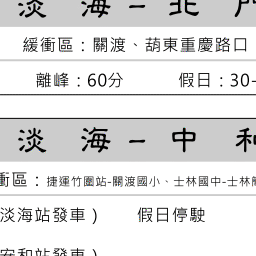 淡 海－北 門
緩衝區：關渡、葫東重慶路口
離峰：60分 假日：30-
淡 海－中 和
衝區：捷運竹圍站-關渡國小、士林國中-士林
淡海站發車） 假日停駛
安和站發車）